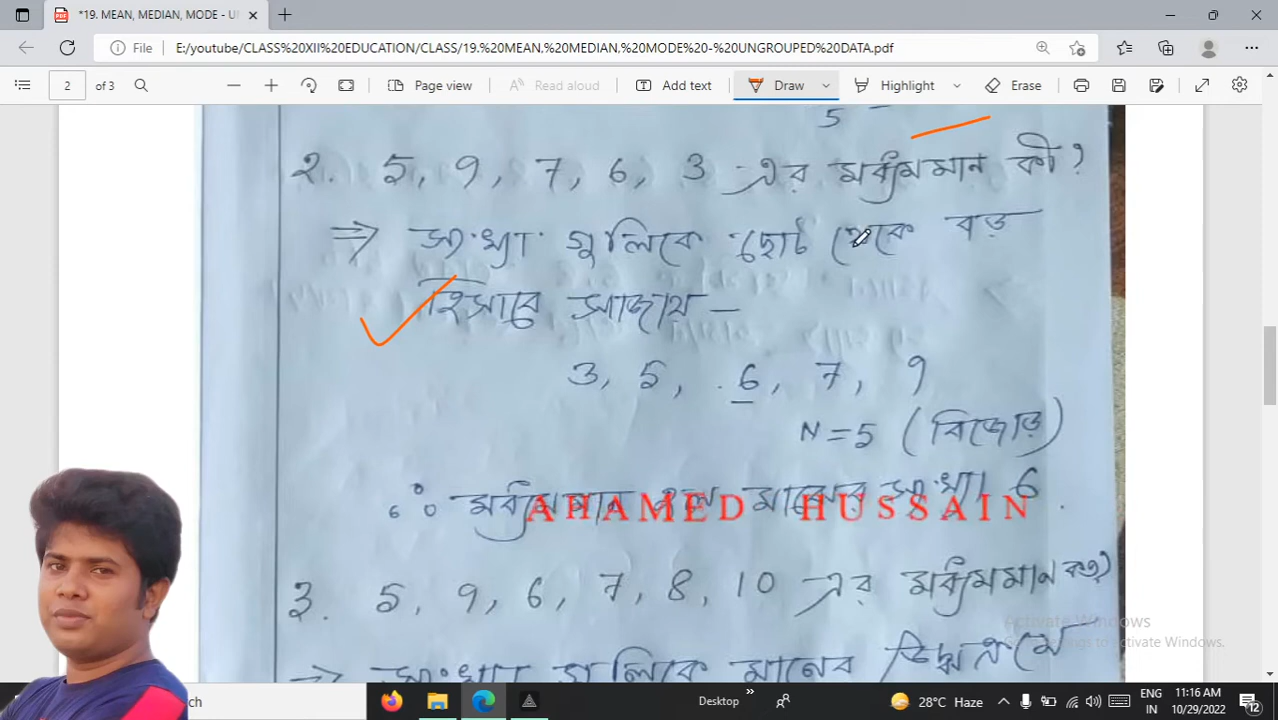 *19. MEAN, MEDIAN, MODE - U
File E:/youtube/CLASS%20XII%20EDUCATION/CLASS/19.%20MEAN.%20MEDIAN,%20MODE%20-%20UNGROUPED%20DATA.pdf
2 of 3 Page view Read aloud Add text Draw Highlight Erase
5
২. 5, 9, 7, 6, 3 এর মধ্যমমান কী?
⇒ সংখ্যা গুলিকে ছোট থেকে বড়
হিসাবে সাজায় –
3, 5, 6, 7, 9
N = 5 (বিজোড়)
∴ মধ্যমমান হল মাঝের সংখ্যা 6.
AHAMED HUSSAIN
৩. 5, 9, 6, 7, 8, 10 এর মধ্যমমান কত?
⇒ সংখ্যা গুলিকে মানের
Activate Windows
Go to Settings to activate Windows.
rch Desktop 28°C Haze ENG IN 11:16 AM 10/29/2022 12